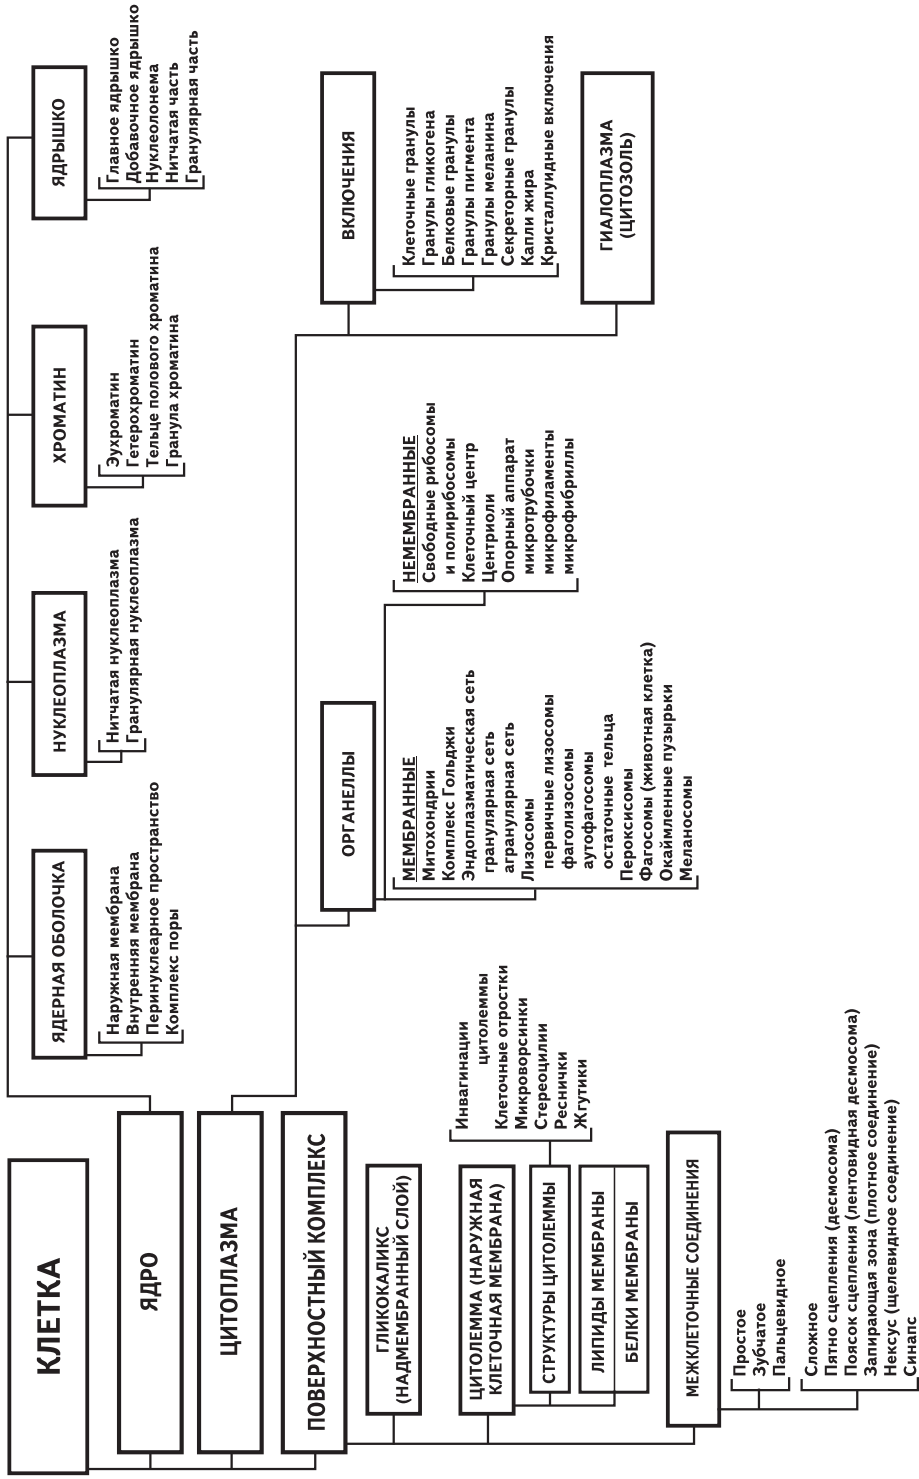 КЛЕТКА
ЯДРО
ЯДЕРНАЯ ОБОЛОЧКА
Наружная мембрана
Внутренняя мембрана
Перинуклеарное пространство
Комплекс поры
НУКЛЕОПЛАЗМА
Нитчатая нуклеоплазма
Гранулярная нуклеоплазма
ХРОМАТИН
Эухроматин
Гетерохроматин
Тельце полового хроматина
Гранула хроматина
ЯДРЫШКО
Главное ядрышко
Добавочное ядрышко
Нуклеолонема
Нитчатая часть
Гранулярная часть
ЦИТОПЛАЗМА
ОРГАНЕЛЛЫ
МЕМБРАННЫЕ
Митохондрии
Комплекс Гольджи
Эндоплазматическая сеть
гранулярная сеть
агранулярная сеть
Лизосомы
первичные лизосомы
фаголизосомы
аутофагосомы
остаточные тельца
Пероксисомы
Фагосомы (животная клетка)
Окаймленные пузырьки
Меланосомы
НЕМЕМБРАННЫЕ
Свободные рибосомы
и полирибосомы
Клеточный центр
Центриоли
Опорный аппарат
микротрубочки
микрофиламенты
микрофибриллы
ВКЛЮЧЕНИЯ
Клеточные гранулы
Гранулы гликогена
Белковые гранулы
Гранулы пигмента
Гранулы меланина
Секреторные гранулы
Капли жира
Кристаллуидные включения
ГИАЛОПЛАЗМА
(ЦИТОЗОЛЬ)
ПОВЕРХНОСТНЫЙ КОМПЛЕКС
ГЛИКОКАЛИКС
(НАДМЕМБРАННЫЙ СЛОЙ)
ЦИТОЛЕММА (НАРУЖНАЯ
КЛЕТОЧНАЯ МЕМБРАНА)
СТРУКТУРЫ ЦИТОЛЕММЫ
Инвагинации
цитолеммы
Клеточные отростки
Микроворсинки
Стереоцилии
Реснички
Жгутики
ЛИПИДЫ МЕМБРАНЫ
БЕЛКИ МЕМБРАНЫ
МЕЖКЛЕТОЧНЫЕ СОЕДИНЕНИЯ
Простое
Зубчатое
Пальцевидное
Сложное
Пятно сцепления (десмосома)
Поясок сцепления (лентовидная десмосома)
Запирающая зона (плотное соединение)
Нексус (щелевидное соединение)
Синапс